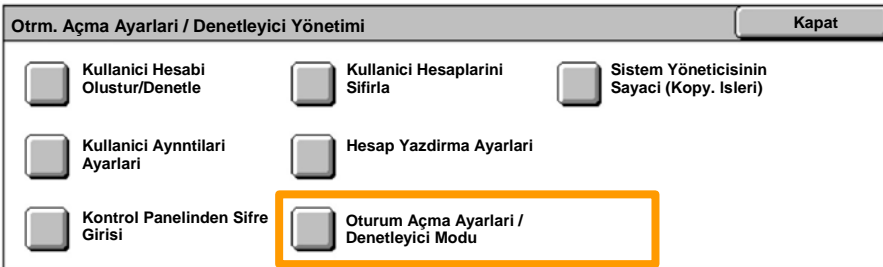 Otrm. Açma Ayarlari / Denetleyici Yönetimi
Kapat
Kullanici Hesabi
Olustur/Denetle
Kullanici Hesaplarini
Sifirla
Sistem Yöneticisinin
Sayaci (Kopy. Isleri)
Kullanici Aynntilari
Ayarlari
Hesap Yazdirma Ayarlari
Kontrol Panelinden Sifre
Girisi
Oturum Açma Ayarlari /
Denetleyici Modu